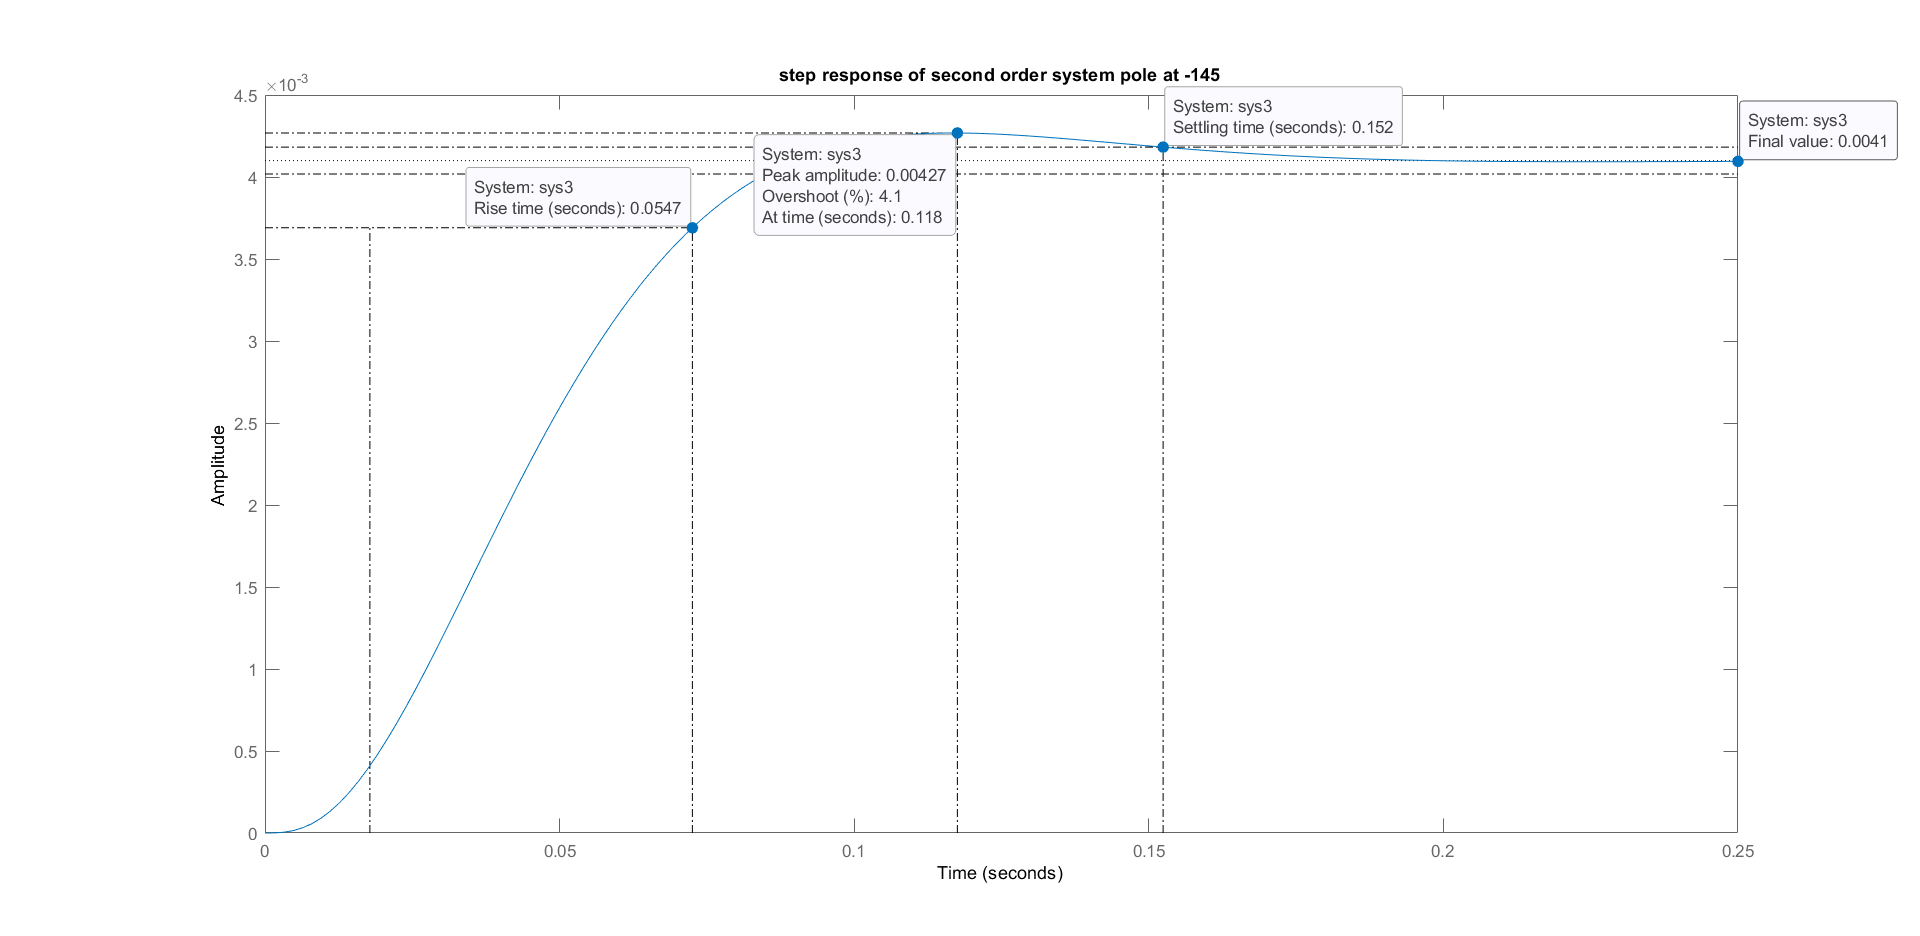 step response of second order system pole at -145
×10-3
System: sys3
Settling time (seconds): 0.152
System: sys3
Final value: 0.0041
System: sys3
Peak amplitude: 0.00427
Overshoot (%): 4.1
At time (seconds): 0.118
System: sys3
Rise time (seconds): 0.0547
4.5
4
3.5
3
2.5
2
1.5
1
0.5
0
Amplitude
0 0.05 0.1 0.15 0.2 0.25
Time (seconds)